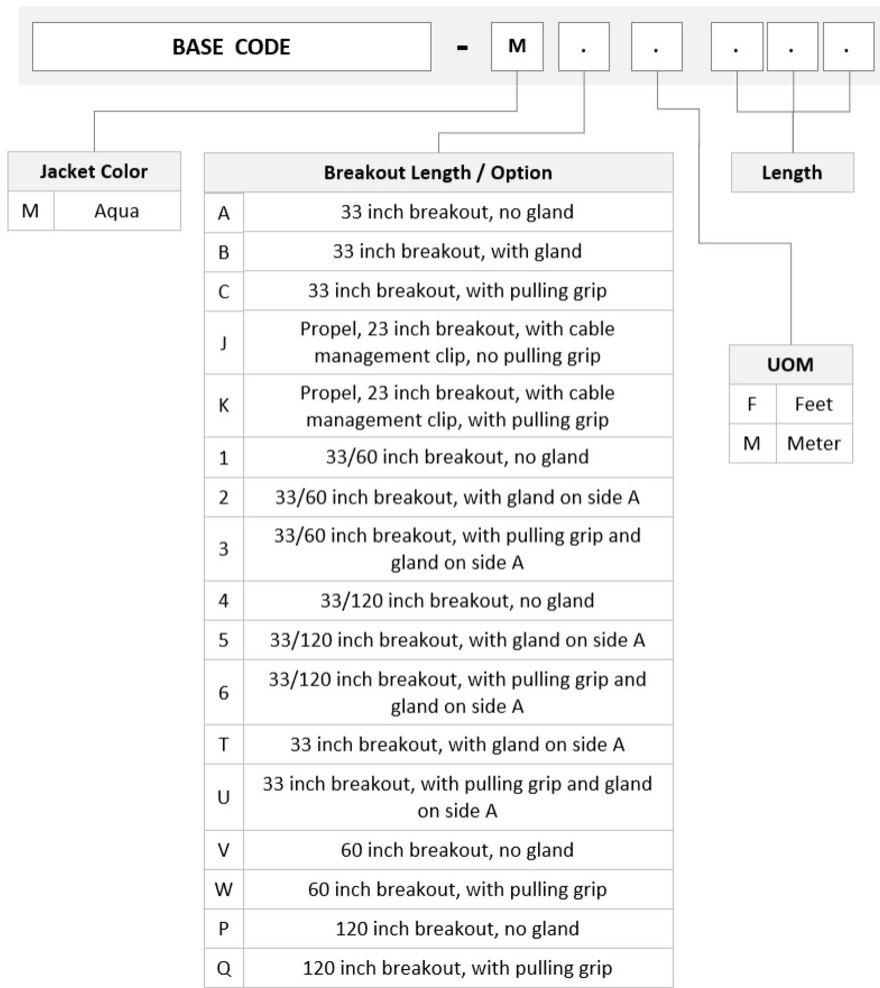 BASE CODE - M . . . . .
Jacket Color
M Aqua
Breakout Length / Option
A 33 inch breakout, no gland
B 33 inch breakout, with gland
C 33 inch breakout, with pulling grip
J Propel, 23 inch breakout, with cable
management clip, no pulling grip
K Propel, 23 inch breakout, with cable
management clip, with pulling grip
1 33/60 inch breakout, no gland
2 33/60 inch breakout, with gland on side A
3 33/60 inch breakout, with pulling grip and
gland on side A
4 33/120 inch breakout, no gland
5 33/120 inch breakout, with gland on side A
6 33/120 inch breakout, with pulling grip and
gland on side A
T 33 inch breakout, with gland on side A
U 33 inch breakout, with pulling grip and gland
on side A
V 60 inch breakout, no gland
W 60 inch breakout, with pulling grip
P 120 inch breakout, no gland
Q 120 inch breakout, with pulling grip
Length
UOM
F Feet
M Meter